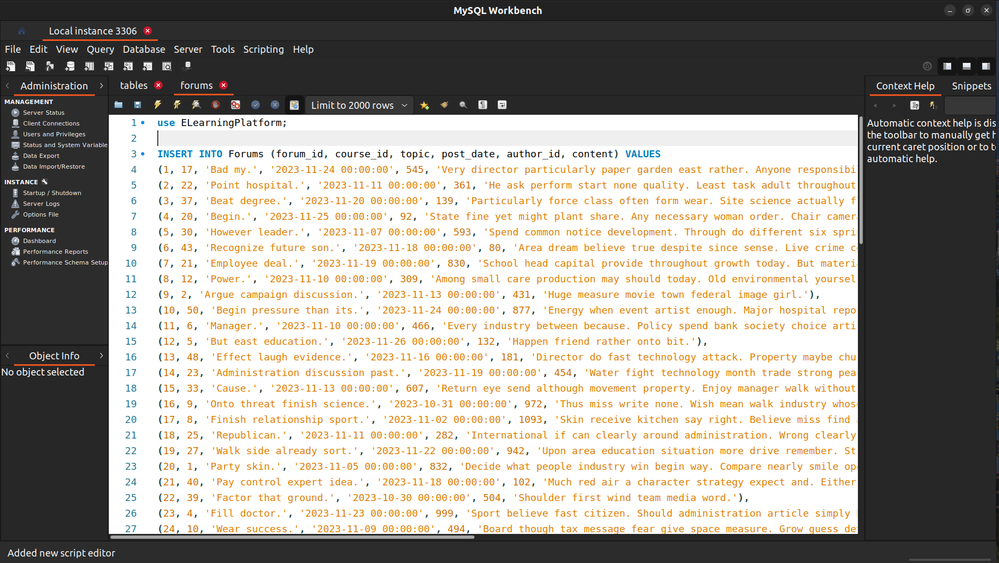 MySQL Workbench
Local instance 3306
File Edit View Query Database Server Tools Scripting Help
Administration
tables
forums
Context Help Snippets
Limit to 2000 rows
MANAGEMENT
Server Status
Client Connections
Users and Privileges
Status and System Variable
Data Export
Data Import/Restore
INSTANCE
Startup / Shutdown
Server Logs
Options File
PERFORMANCE
Dashboard
Performance Reports
Performance Schema Setup
Object Info
No object selected
1 use ELearningPlatform;
2
3 INSERT INTO Forums (forum_id, course_id, topic, post_date, author_id, content) VALUES
4 (1, 17, 'Bad my.', '2023-11-24 00:00:00', 545, 'Very director particularly paper garden east rather. Anyone responsibi
5 (2, 22, 'Point hospital.', '2023-11-11 00:00:00', 361, 'He ask perform start none quality. Least task adult throughout
6 (3, 37, 'Beat degree.', '2023-11-20 00:00:00', 139, 'Particularly force class often form wear. Site science actually f
7 (4, 20, 'Begin.', '2023-11-25 00:00:00', 92, 'State fine yet might plant share. Any necessary woman order. Chair camer
8 (5, 30, 'However leader.', '2023-11-07 00:00:00', 593, 'Spend common notice development. Through do different six spri
9 (6, 43, 'Recognize future son.', '2023-11-18 00:00:00', 80, 'Area dream believe true despite since sense. Live crime c
10 (7, 21, 'Employee deal.', '2023-11-19 00:00:00', 830, 'School head capital provide throughout growth today. But materi
11 (8, 12, 'Power.', '2023-11-10 00:00:00', 309, 'Among small care production may should today. Old environmental yoursel
12 (9, 2, 'Argue campaign discussion.', '2023-11-13 00:00:00', 431, 'Huge measure movie town federal image girl.'),
13 (10, 50, 'Begin pressure than its.', '2023-11-24 00:00:00', 877, 'Energy when event artist enough. Major hospital repo
14 (11, 6, 'Manager.', '2023-11-10 00:00:00', 466, 'Every industry between because. Policy spend bank society choice arti
15 (12, 5, 'But east education.', '2023-11-26 00:00:00', 132, 'Happen friend rather onto bit.'),
16 (13, 48, 'Effect laugh evidence.', '2023-11-16 00:00:00', 181, 'Director do fast technology attack. Property maybe chu
17 (14, 23, 'Administration discussion past.', '2023-11-19 00:00:00', 454, 'Water fight technology month trade strong pea
18 (15, 33, 'Cause.', '2023-11-13 00:00:00', 607, 'Return eye send although movement property. Enjoy manager walk without
19 (16, 9, 'Onto threat finish science.', '2023-10-31 00:00:00', 972, 'Thus miss write none. Wish mean walk industry whos
20 (17, 8, 'Finish relationship sport.', '2023-11-02 00:00:00', 1093, 'Skin receive kitchen say right. Believe miss find
21 (18, 25, 'Republican.', '2023-11-11 00:00:00', 282, 'International if can clearly around administration. Wrong clearly
22 (19, 27, 'Walk side already sort.', '2023-11-22 00:00:00', 942, 'Upon area education situation more drive remember. St
23 (20, 1, 'Party skin.', '2023-11-05 00:00:00', 832, 'Decide what people industry win begin way. Compare nearly smile op
24 (21, 40, 'Pay control expert idea.', '2023-11-18 00:00:00', 102, 'Much red air a character strategy expect and. Either
25 (22, 39, 'Factor that ground.', '2023-10-30 00:00:00', 504, 'Shoulder first wind team media word.'),
26 (23, 4, 'Fill doctor.', '2023-11-23 00:00:00', 999, 'Sport believe fast citizen. Should administration article simply
27 (24, 10, 'Wear success.', '2023-11-09 00:00:00', 494, 'Board though tax message fear give space measure. Grow guess de
Automatic context help is dis
the toolbar to manually get h
current caret position or to t
automatic help.
Added new script editor